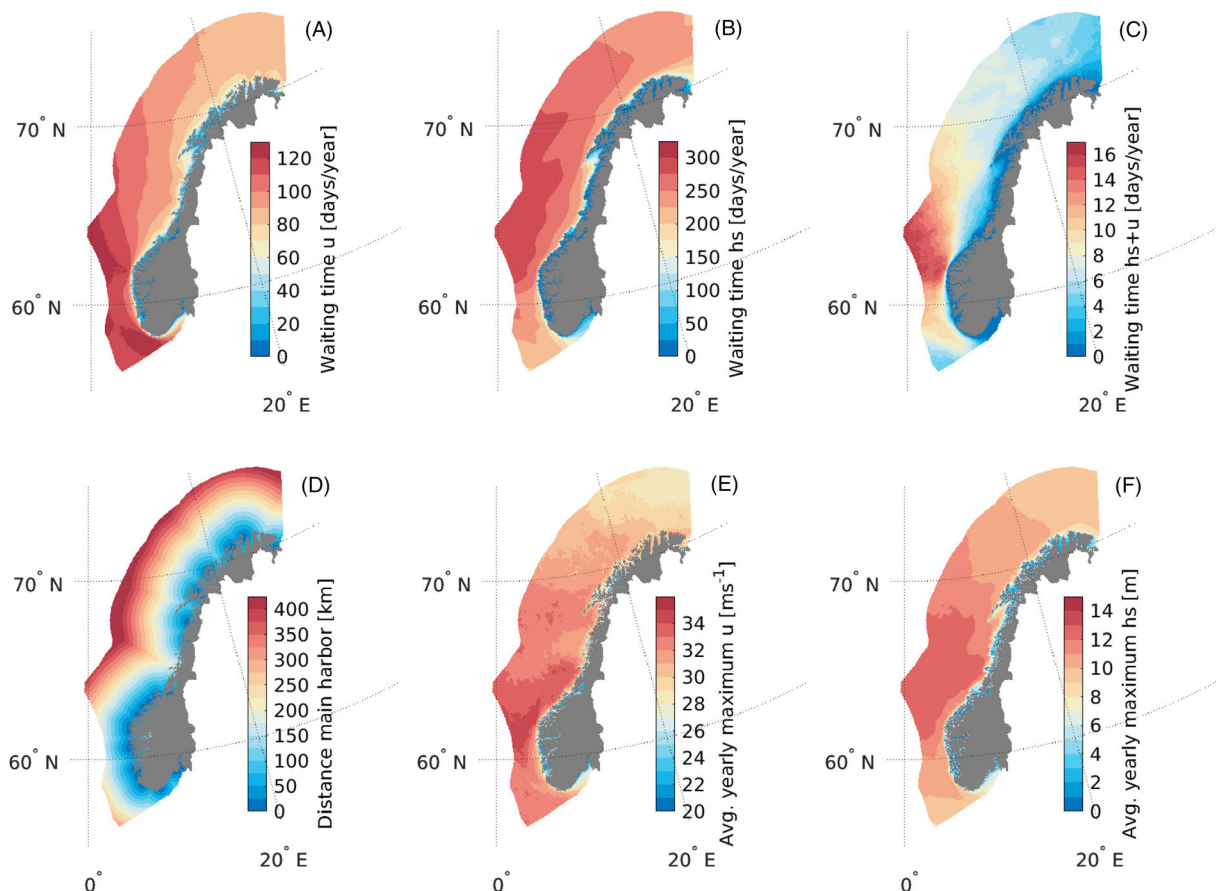 (A)
70° N
60° N
20° E
120
100
80
60
40
20
0
Waiting time u [days/year]
(B)
70° N
60° N
20° E
300
250
200
150
100
50
0
Waiting time hs [days/year]
(C)
70° N
60° N
20° E
16
14
12
10
8
6
4
2
0
Waiting time hs+u [days/year]
(D)
70° N
60° N
0°
20° E
400
350
300
250
200
150
100
50
0
Distance main harbor [km]
(E)
70° N
60° N
0°
20° E
34
32
30
28
26
24
22
20
Avg. yearly maximum u [ms⁻¹]
(F)
70° N
60° N
0°
20° E
14
12
10
8
6
4
2
0
Avg. yearly maximum hs [m]